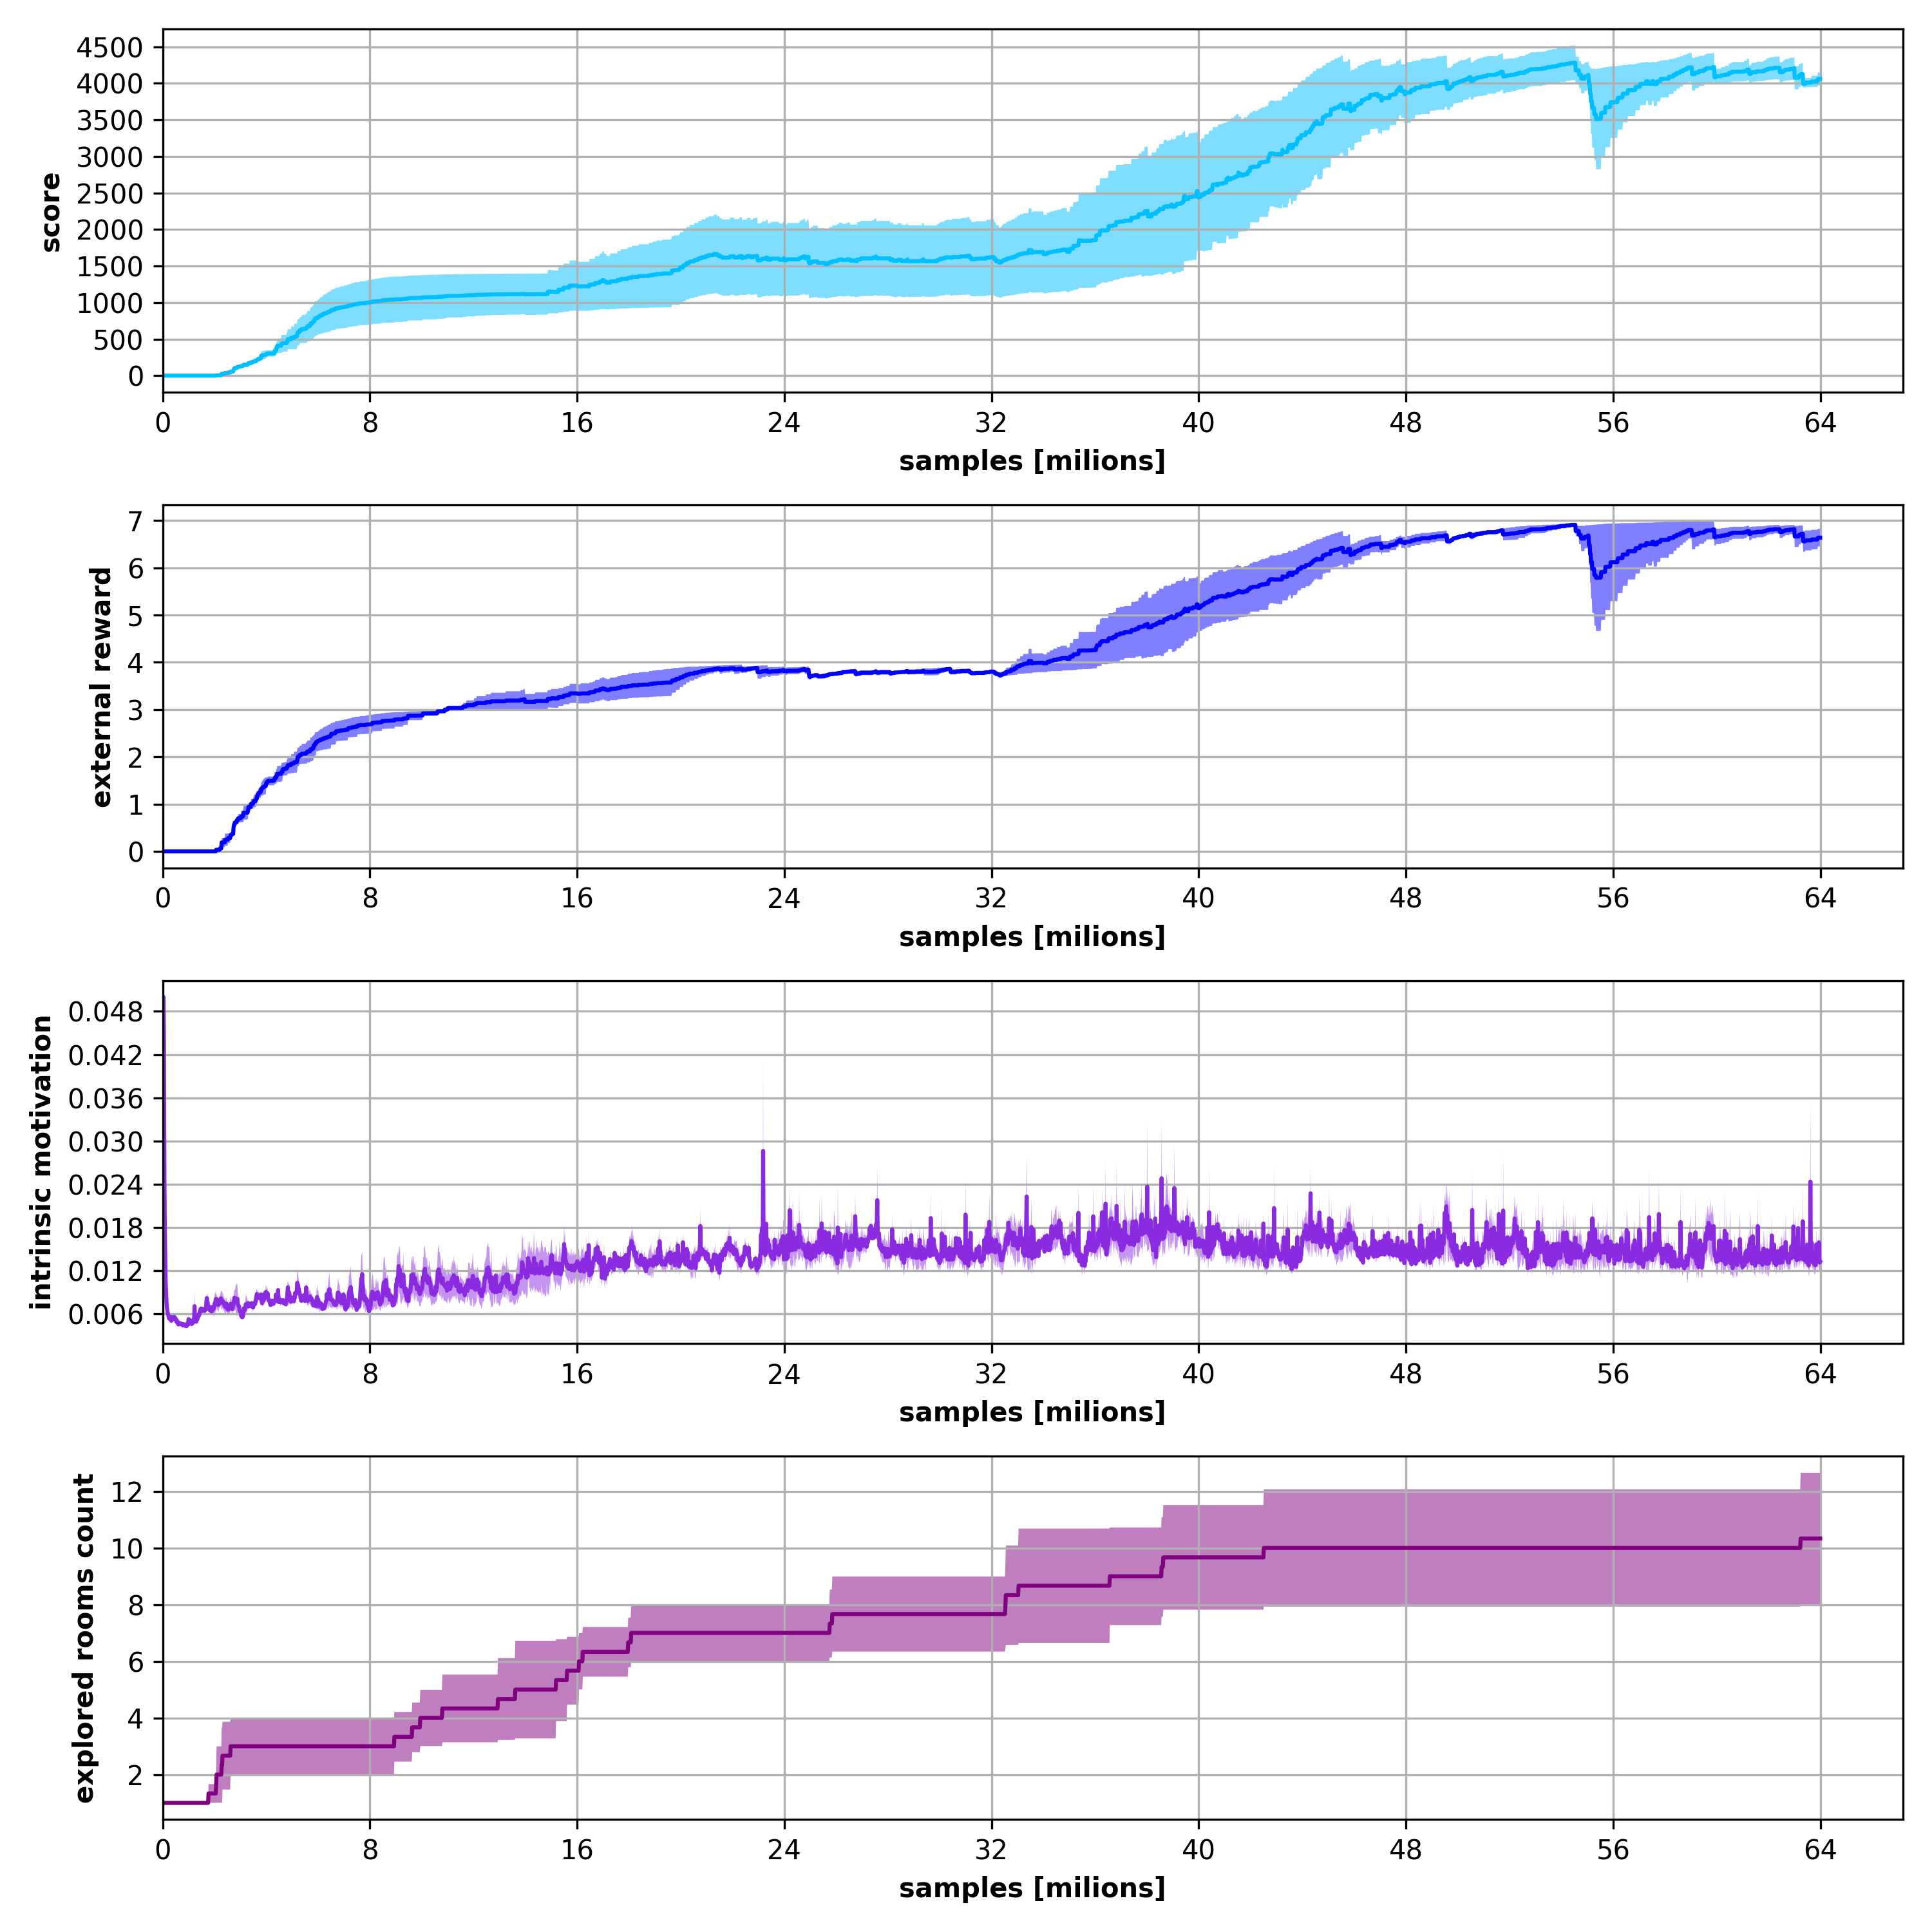 score
4500
4000
3500
3000
2500
2000
1500
1000
500
0
0 8 16 24 32 40 48 56 64
samples [milions]
external reward
7
6
5
4
3
2
1
0
0 8 16 24 32 40 48 56 64
samples [milions]
intrinsic motivation
0.048
0.042
0.036
0.030
0.024
0.018
0.012
0.006
0 8 16 24 32 40 48 56 64
samples [milions]
explored rooms count
12
10
8
6
4
2
0 8 16 24 32 40 48 56 64
samples [milions]